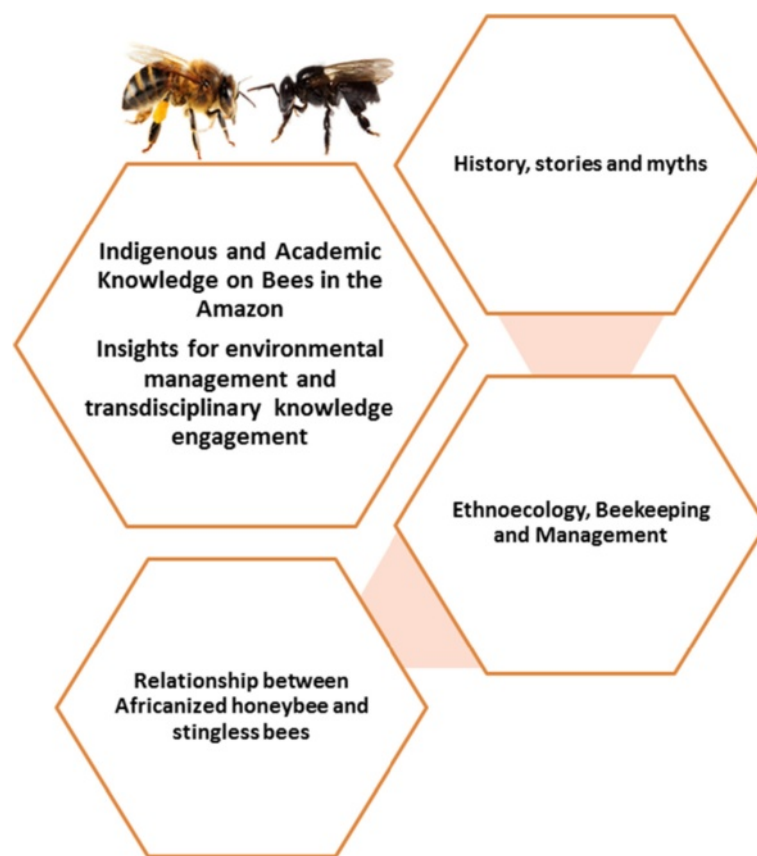 Indigenous and Academic
Knowledge on Bees in the
Amazon
Insights for environmental
management and
transdisciplinary knowledge
engagement
History, stories and myths
Ethnoecology, Beekeeping
and Management
Relationship between
Africanized honeybee and
stingless bees